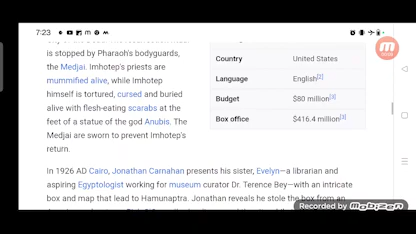 7:23
is stopped by Pharaoh's bodyguards,
the Medjai. Imhotep's priests are
mummified alive, while Imhotep
himself is tortured, cursed and buried
alive with flesh-eating scarabs at the
feet of a statue of the god Anubis. The
Medjai are sworn to prevent Imhotep's
return.
Country United States
Language English[2]
Budget $80 million[3]
Box office $416.4 million[3]
In 1926 AD Cairo, Jonathan Carnahan presents his sister, Evelyn—a librarian and
aspiring Egyptologist working for museum curator Dr. Terence Bey—with an intricate
box and map that lead to Hamunaptra. Jonathan reveals he stole the box from an
Recorded by Mobizen